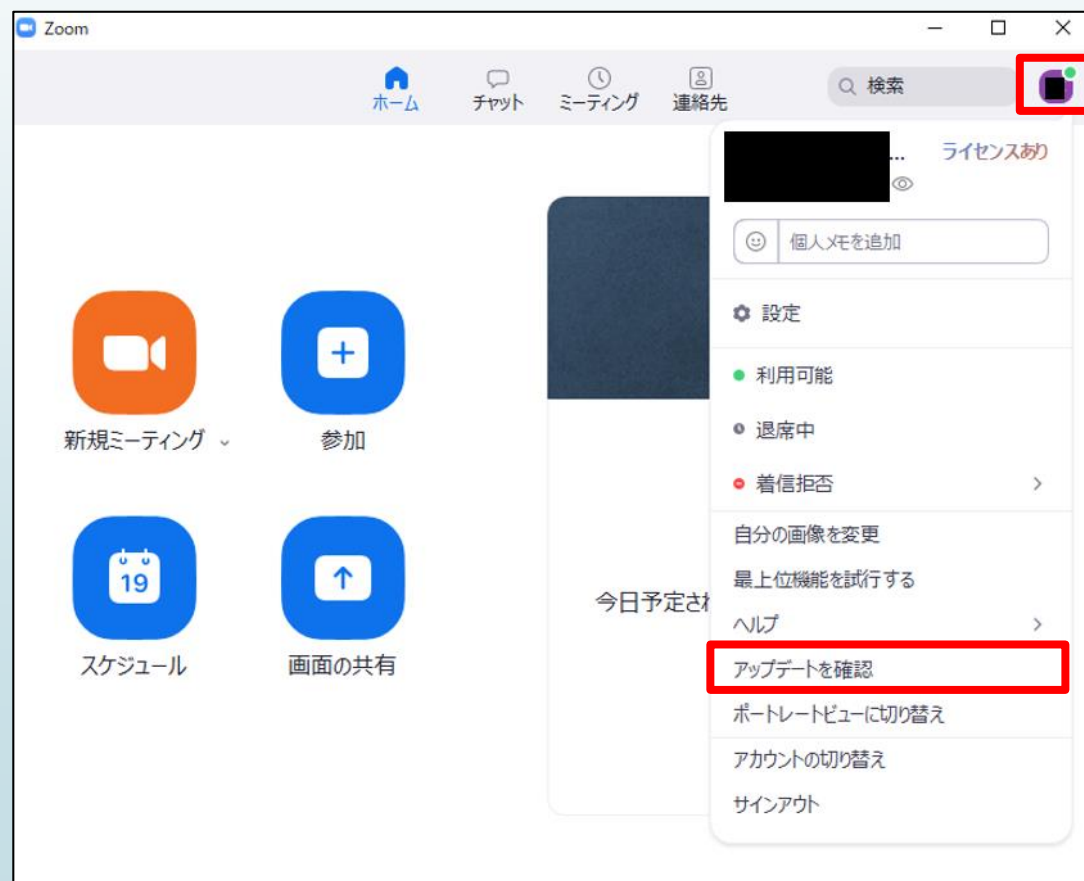 Zoom
ホーム
チャット
ミーティング
連絡先
検索
... ライセンスあり
個人メモを追加
設定
利用可能
退席中
着信拒否
自分の画像を変更
最上位機能を試行する
ヘルプ
アップデートを確認
ポートレートビューに切り替え
アカウントの切り替え
サインアウト
新規ミーティング
参加
19
スケジュール
画面の共有
今日予定され